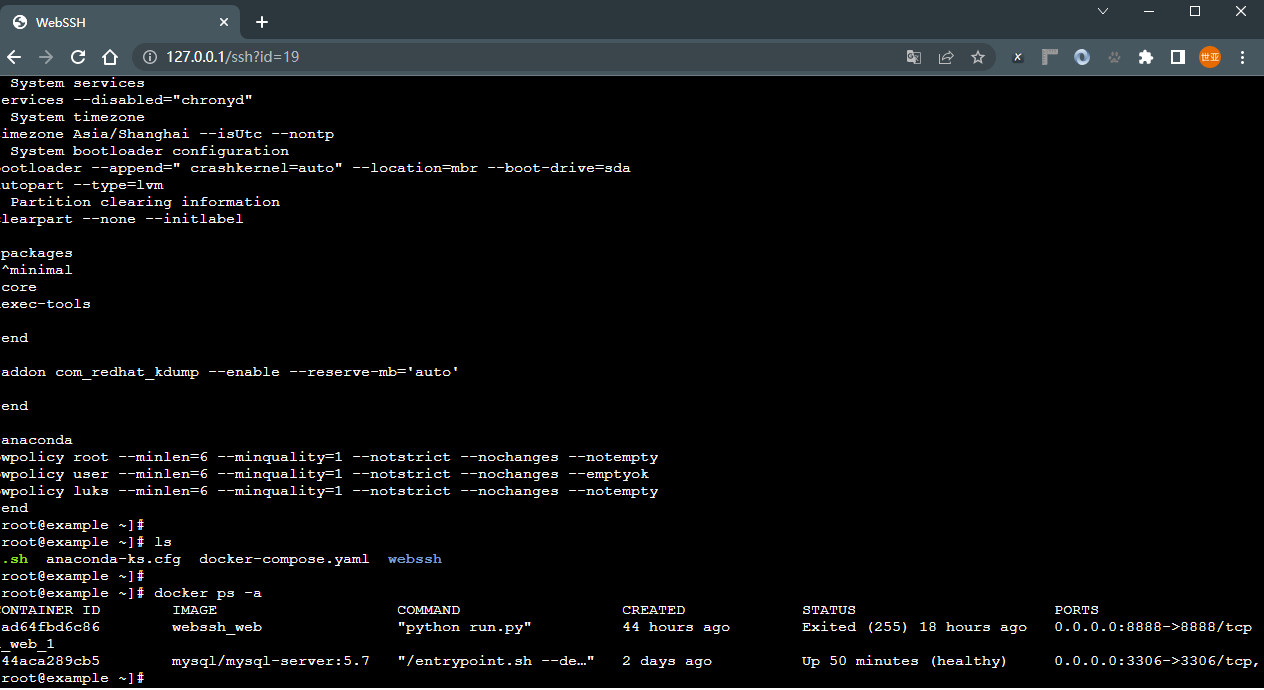 WebSSH
127.0.0.1/ssh?id=19
世亚
System services
ervices --disabled="chronyd"
System timezone
imezone Asia/Shanghai --isUtc --nontp
System bootloader configuration
ootloader --append=" crashkernel=auto" --location=mbr --boot-drive=sda
utopart --type=lvm
Partition clearing information
learpart --none --initlabel
packages
^minimal
core
exec-tools
end
addon com_redhat_kdump --enable --reserve-mb='auto'
end
anaconda
wpolicy root --minlen=6 --minquality=1 --notstrict --nochanges --notempty
wpolicy user --minlen=6 --minquality=1 --notstrict --nochanges --emptyok
wpolicy luks --minlen=6 --minquality=1 --notstrict --nochanges --notempty
end
root@example ~]#
root@example ~]# ls
.sh anaconda-ks.cfg docker-compose.yaml webssh
root@example ~]#
root@example ~]# docker ps -a
ONTAINER ID IMAGE COMMAND CREATED STATUS PORTS
ad64fbd6c86 webssh_web "python run.py" 44 hours ago Exited (255) 18 hours ago 0.0.0.0:8888->8888/tcp
_web_1
44aca289cb5 mysql/mysql-server:5.7 "/entrypoint.sh --de…" 2 days ago Up 50 minutes (healthy) 0.0.0.0:3306->3306/tcp,
root@example ~]#